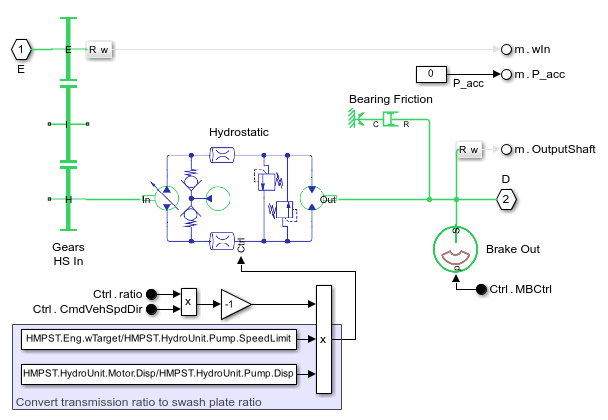 1
E
E
R w
m.wIn
0
P_acc
m.P_acc
Bearing Friction
C
R
I
Hydrostatic
R w
m.OutputShaft
D
2
H
In
Out
Gears
HS In
Ctrl
S
P
Brake Out
Ctrl.MBCtrl
Ctrl.ratio
Ctrl.CmdVehSpdDir
x
-1
x
HMPST.Eng.wTarget/HMPST.HydroUnit.Pump.SpeedLimit
HMPST.HydroUnit.Motor.Disp/HMPST.HydroUnit.Pump.Disp
Convert transmission ratio to swash plate ratio